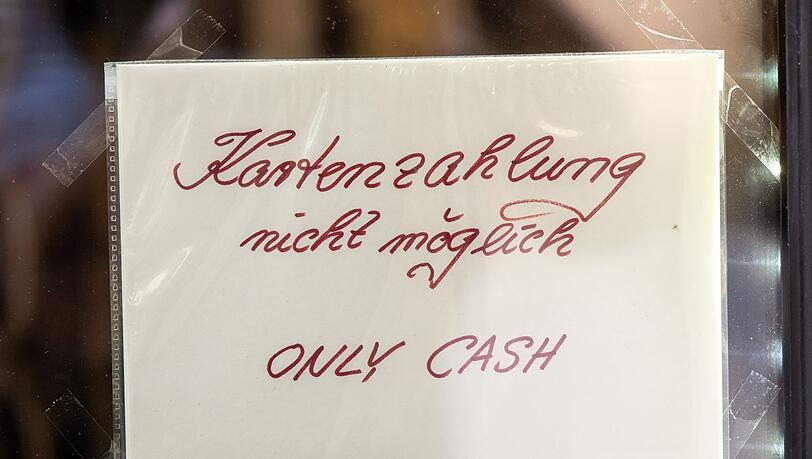 Kartenzahlung
nicht möglich
ONLY CASH